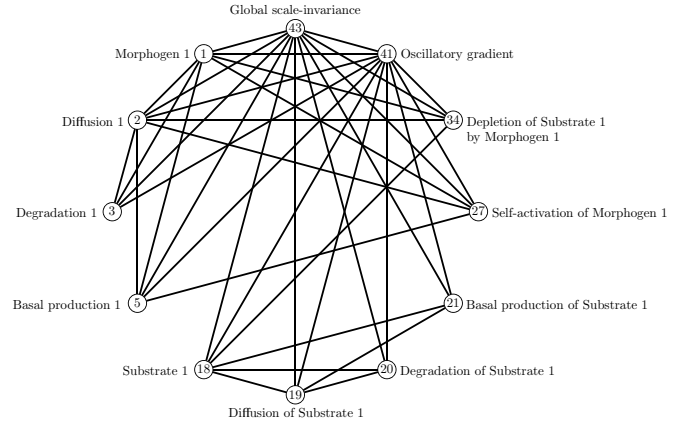 Global scale-invariance
43
Morphogen 1 1 41 Oscillatory gradient
Diffusion 1 2 34 Depletion of Substrate 1
by Morphogen 1
Degradation 1 3 27 Self-activation of Morphogen 1
Basal production 1 5 21 Basal production of Substrate 1
Substrate 1 18 20 Degradation of Substrate 1
19
Diffusion of Substrate 1